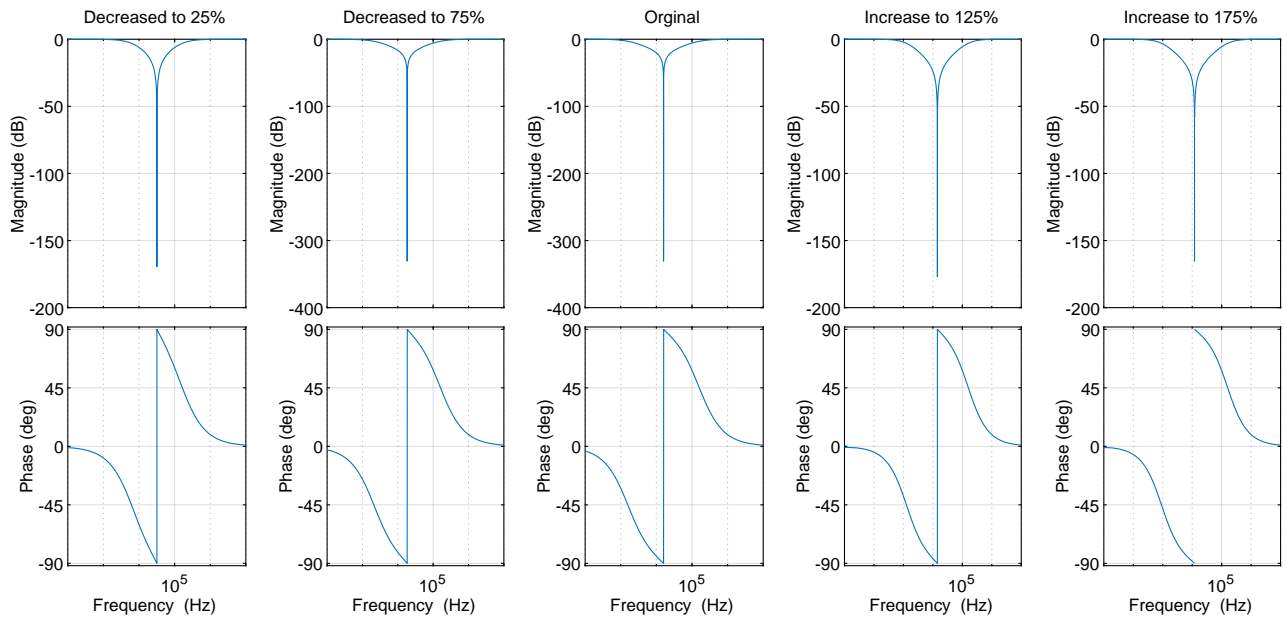 Decreased to 25%
Decreased to 75%
Orginal
Increase to 125%
Increase to 175%
Magnitude (dB)
0
-50
-100
-150
-200
Magnitude (dB)
0
-100
-200
-300
-400
Magnitude (dB)
0
-100
-200
-300
-400
Magnitude (dB)
0
-50
-100
-150
-200
Magnitude (dB)
0
-50
-100
-150
-200
Phase (deg)
90
45
0
-45
-90
10^5
Frequency (Hz)
Phase (deg)
90
45
0
-45
-90
10^5
Frequency (Hz)
Phase (deg)
90
45
0
-45
-90
10^5
Frequency (Hz)
Phase (deg)
90
45
0
-45
-90
10^5
Frequency (Hz)
Phase (deg)
90
45
0
-45
-90
10^5
Frequency (Hz)